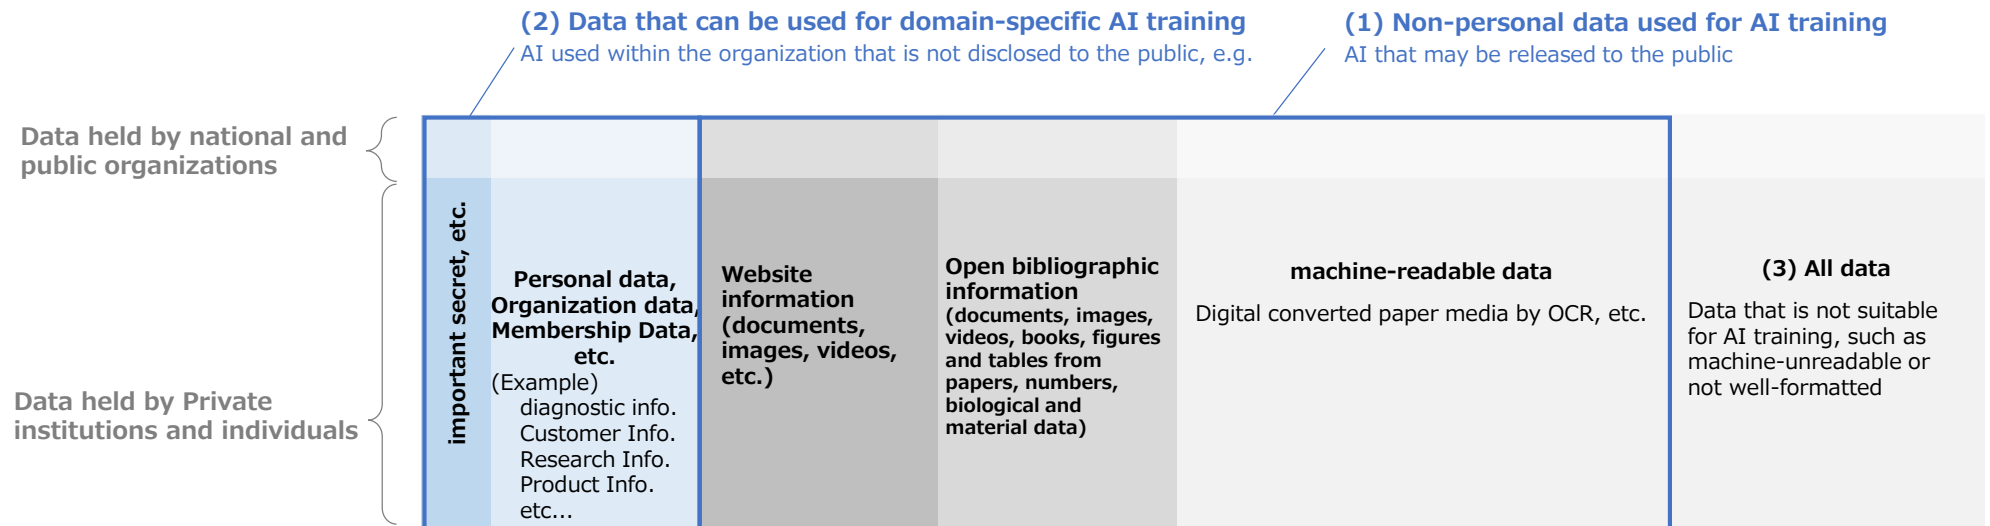 (2) Data that can be used for domain-specific AI training
AI used within the organization that is not disclosed to the public, e.g.
(1) Non-personal data used for AI training
AI that may be released to the public
Data held by national and
public organizations
Data held by Private
institutions and individuals
important secret, etc.
Personal data,
Organization data,
Membership Data,
etc.
(Example)
diagnostic info.
Customer Info.
Research Info.
Product Info.
etc...
Website
information
(documents,
images, videos,
etc.)
Open bibliographic
information
(documents, images,
videos, books, figures
and tables from
papers, numbers,
biological and
material data)
machine-readable data
Digital converted paper media by OCR, etc.
(3) All data
Data that is not suitable
for AI training, such as
machine-unreadable or
not well-formatted